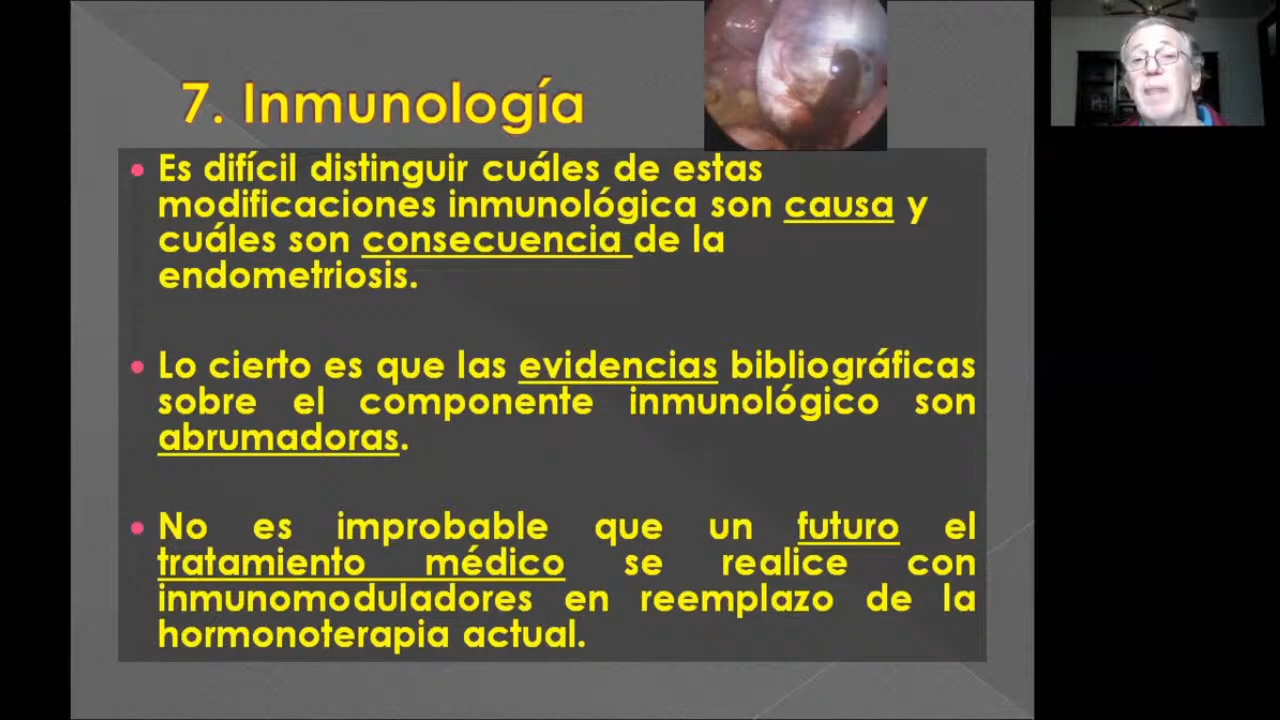 7. Inmunología
• Es difícil distinguir cuáles de estas
modificaciones inmunológica son causa y
cuáles son consecuencia de la
endometriosis.
• Lo cierto es que las evidencias bibliográficas
sobre el componente inmunológico son
abrumadoras.
• No es improbable que un futuro el
tratamiento médico se realice con
inmunomoduladores en reemplazo de la
hormonoterapia actual.